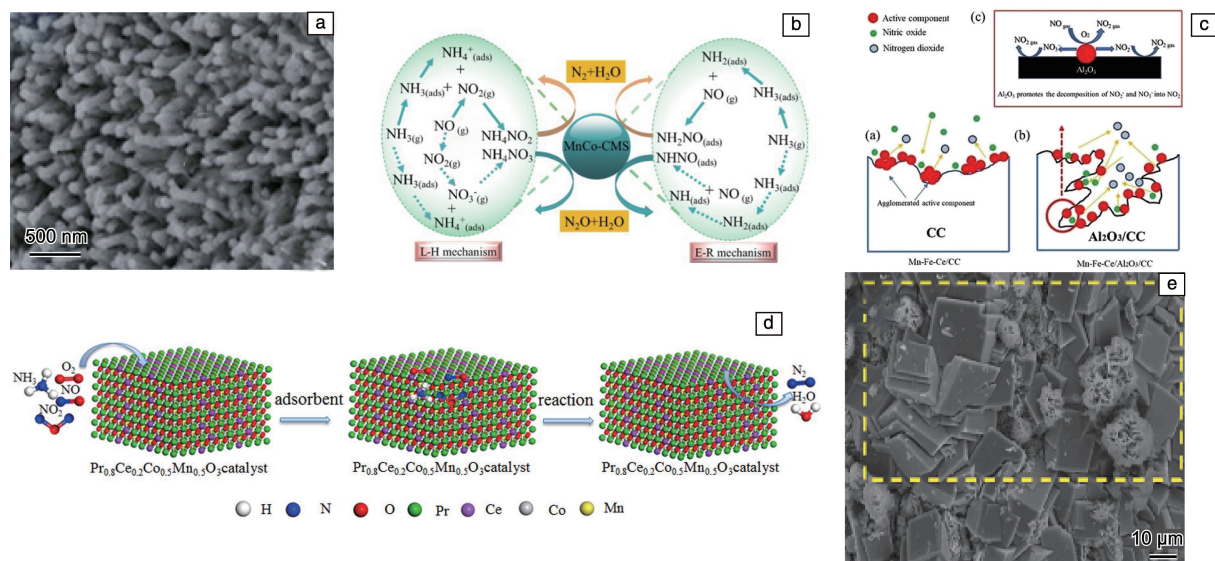 a
500 nm
b
NH₄⁺(ads)
+
NH₃(ads)
+
NO₂(g)
NH₃(g)
NO (g)
NH₄NO₂
NH₄NO₃
NO₂(g)
NH₃(ads)
NO₃⁻(g)
+
NH₄⁺(ads)
L-H mechanism
N₂+H₂O
MnCo-CMS
N₂O+H₂O
NH₂(ads)
+
NO(g)
NH₃(ads)
NH₂NO(ads)
NHNO(ads)
NH₃(g)
+ NO(g)
NH(ads)
NH₃(ads)
NH₂(ads)
E-R mechanism
c
Active component
Nitric oxide
Nitrogen dioxide
(c)
NO gas
O₂
NO₂ gas
NO₂ gas
NO₃⁻
NO₂⁻
NO₂ gas
Al₂O₃
Al₂O₃ promotes the decomposition of NO₂⁻ and NO₃⁻ into NO₂
(a)
Agglomerated active component
CC
Mn-Fe-Ce/CC
(b)
Al₂O₃/CC
Mn-Fe-Ce/Al₂O₃/CC
d
NH₃
O₂
NO
NO₂
adsorbent
reaction
N₂
H₂O
Pr₀.₈Ce₀.₂Co₀.₅Mn₀.₅O₃catalyst
Pr₀.₈Ce₀.₂Co₀.₅Mn₀.₅O₃catalyst
Pr₀.₈Ce₀.₂Co₀.₅Mn₀.₅O₃catalyst
H N O Pr Ce Co Mn
e
10 μm